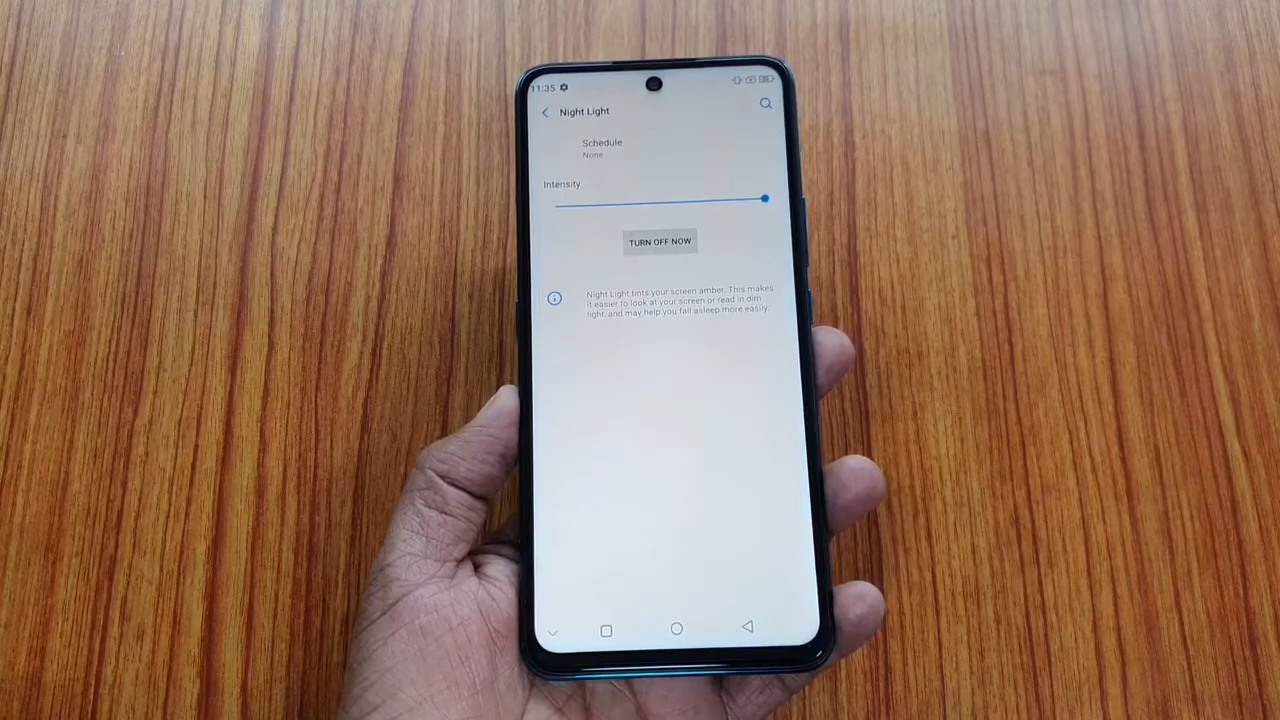 11:35
Night Light
Schedule
None
Intensity
TURN OFF NOW
Night Light tints your screen amber. This makes
it easier to look at your screen or read in dim
light, and may help you fall asleep more easily.